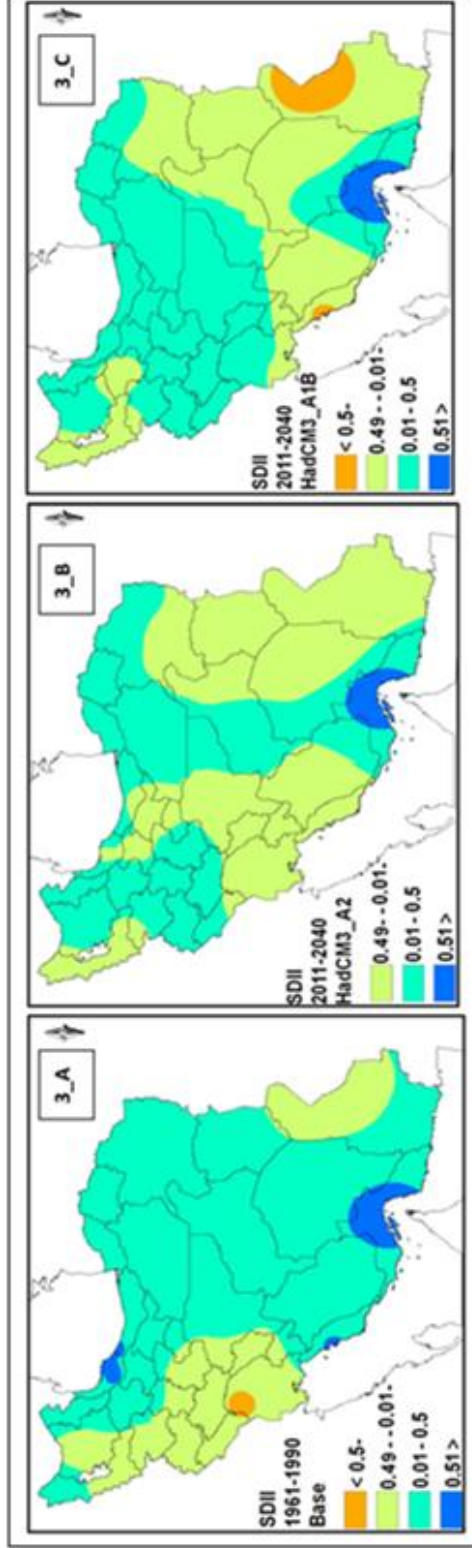 3_A
SDII
1961-1990
Base
< 0.5-
0.49- - 0.01-
0.01 - 0.5
0.51 >
3_B
SDII
2011-2040
HadCM3_A2
0.49- - 0.01-
0.01 - 0.5
0.51 >
3_C
SDII
2011-2040
HadCM3_A1B
< 0.5-
0.49 - - 0.01-
0.01 - 0.5
0.51 >